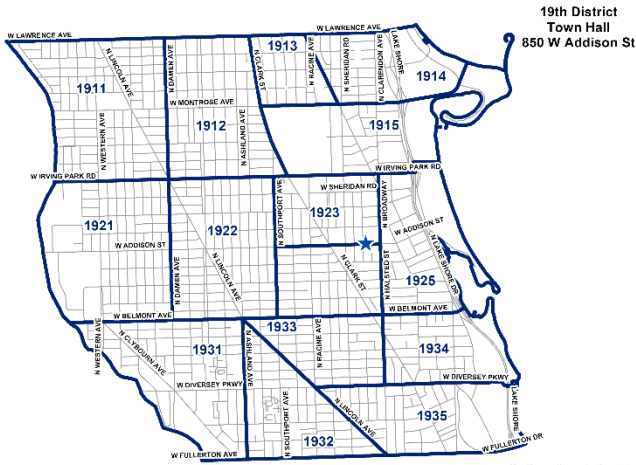 19th District
Town Hall
850 W Addison St
W LAWRENCE AVE
W LAWRENCE AVE
1913
N LINCOLN AVE
N DAMEN AVE
N CLARK ST
N RACINE AVE
N SHERIDAN RD
N CLARENDON AVE
LAKE SHORE
1914
1911
W MONTROSE AVE
1912
1915
N WESTERN AVE
N ASHLAND AVE
W IRVING PARK RD
W IRVING PARK RD
W SHERIDAN RD
N SOUTHPORT AVE
1923
N BROADWAY
1921
1922
W ADDISON ST
W ADDISON ST
N LAKE SHORE DR
N DAMEN AVE
N LINCOLN AVE
N CLARK ST
N HALSTED ST
1925
W BELMONT AVE
W BELMONT AVE
1933
N WESTERN AVE
N CLYBOURN AVE
1931
N ASHLAND AVE
N RACINE AVE
1934
W DIVERSEY PKWY
W DIVERSEY PKWY
LAKE SHORE
N SOUTHPORT AVE
N LINCOLN AVE
1935
1932
W FULLERTON AVE
W FULLERTON DR